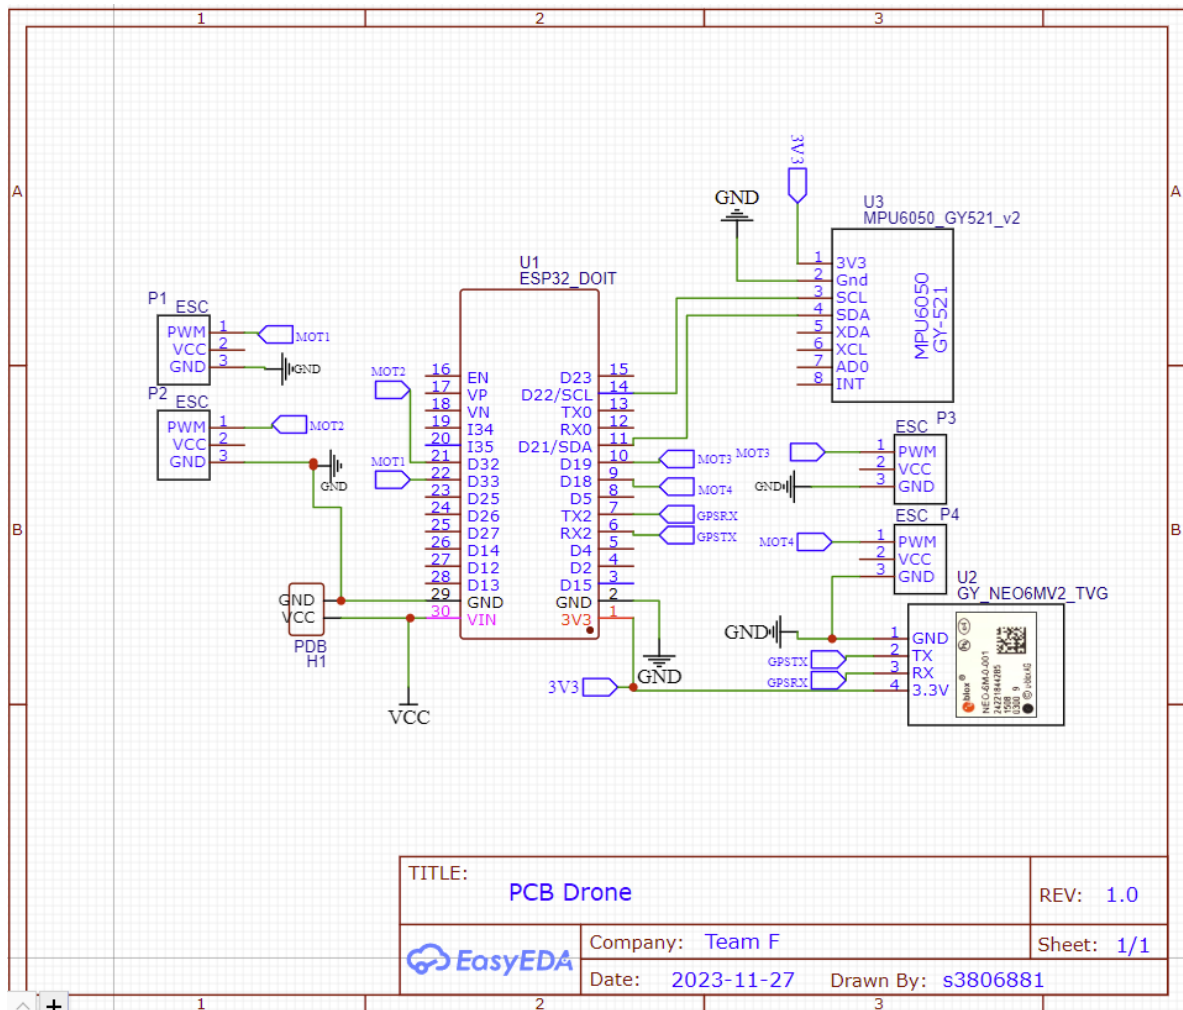 1 2 3
A A
3V3
GND
U3
MPU6050_GY521_v2
1 3V3
2 Gnd
3 SCL
4 SDA
5 XDA
6 XCL
7 AD0
8 INT
MPU6050
GY-521
U1
ESP32_DOIT
16 EN
17 VP
18 VN
19 I34
20 I35
21 D32
22 D33
23 D25
24 D26
25 D27
26 D14
27 D12
28 D13
29 GND
30 VIN
D23 15
D22/SCL 14
TX0 13
RX0 12
D21/SDA 11
D19 10
D18 9
D5 8
TX2 7
RX2 6
D4 5
D2 4
D15 3
GND 2
3V3 1
P1
ESC
PWM 1
VCC 2
GND 3
MOT1
GND
P2
ESC
PWM 1
VCC 2
GND 3
MOT2
GND
MOT2
MOT1
MOT3
MOT4
GPSRX
GPSTX
MOT3
ESC P3
1 PWM
2 VCC
3 GND
GND
B B
MOT4
ESC P4
1 PWM
2 VCC
3 GND
U2
GY_NEO6MV2_TVG
GND
1 GND
2 TX
3 RX
4 3.3V
GPSTX
GPSRX
blox
NEO-6M-0-001
GND
VCC
PDB
H1
VCC
GND
3V3
TITLE:
PCB Drone
REV: 1.0
EasyEDA
Company: Team F
Sheet: 1/1
Date: 2023-11-27 Drawn By: s3806881
1 2 3